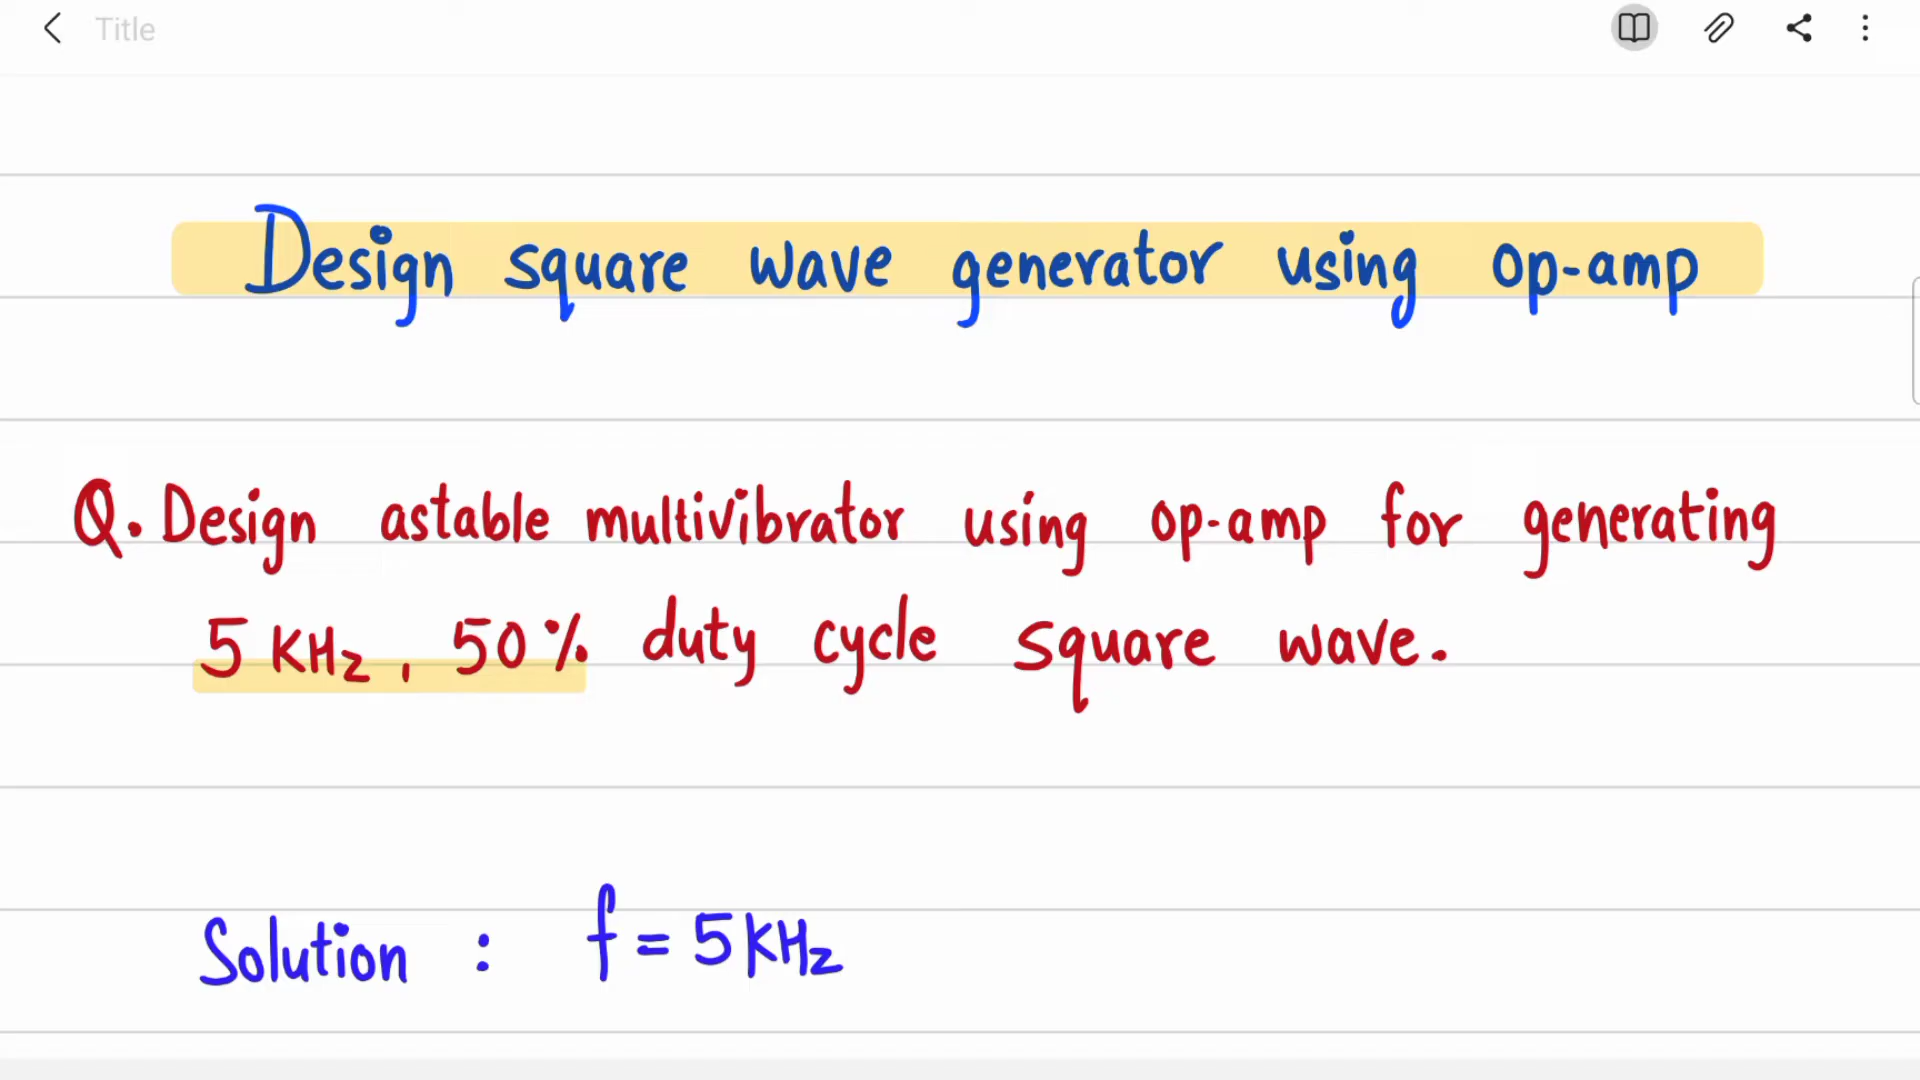 Title
Design square wave generator using op-amp
Q. Design astable multivibrator using op-amp for generating
5 KHz, 50% duty cycle square wave.
Solution : f = 5 KHz